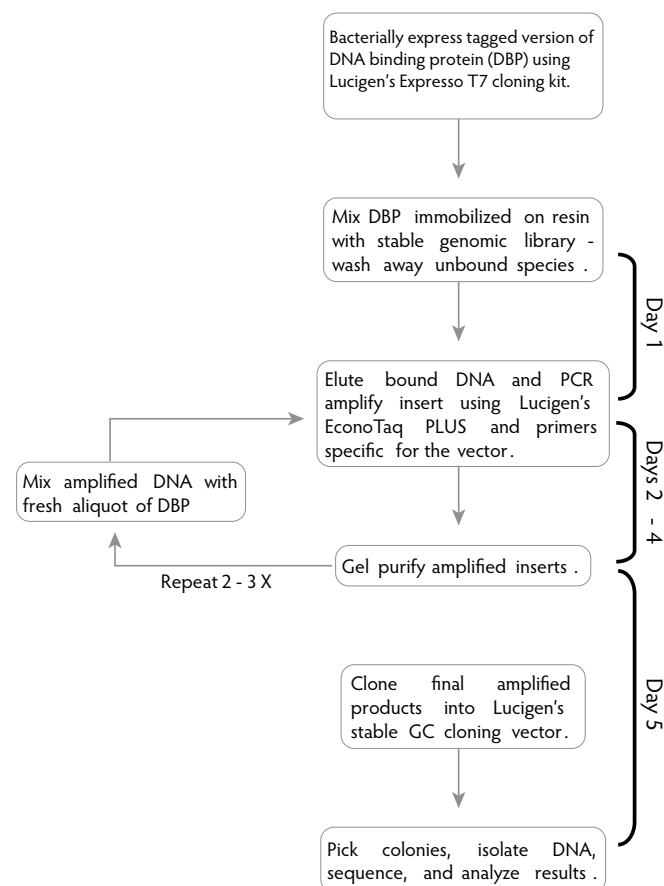 Bacterially express tagged version of
DNA binding protein (DBP) using
Lucigen's Expresso T7 cloning kit.
Mix DBP immobilized on resin
with stable genomic library -
wash away unbound species .
Day 1
Elute bound DNA and PCR
amplify insert using Lucigen's
EconoTaq PLUS and primers
specific for the vector.
Mix amplified DNA with
fresh aliquot of DBP
Days 2 - 4
Gel purify amplified inserts .
Repeat 2 - 3 X
Clone final amplified
products into Lucigen's
stable GC cloning vector.
Day 5
Pick colonies, isolate DNA,
sequence, and analyze results .